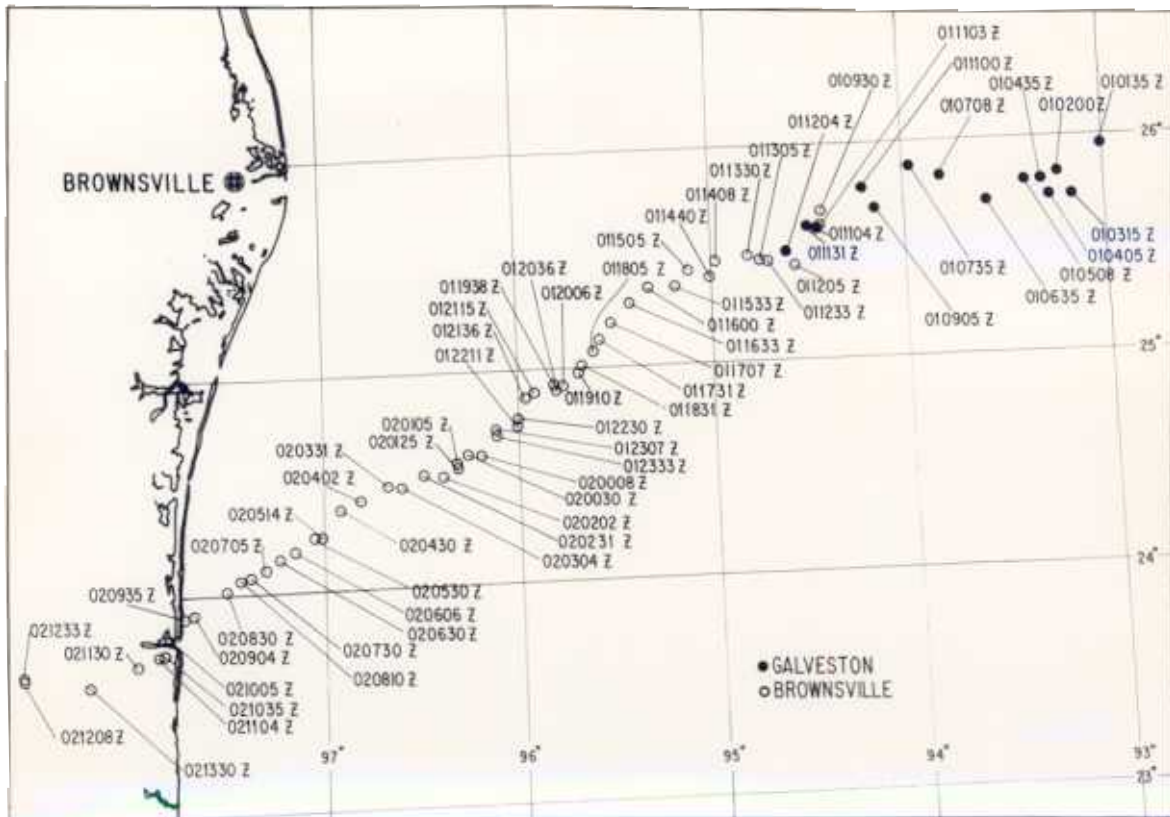 011103 Z
011100 Z
010930 Z
010435 Z
010135 Z
010708 Z
010200 Z
011204 Z
011305 Z
26°
011330 Z
BROWNSVILLE
011408 Z
011440 Z
011104 Z
010315 Z
011505 Z
01131 Z
010405 Z
012036 Z
011805 Z
010735 Z
010508 Z
011938 Z
012006 Z
011205 Z
010635 Z
011533 Z
011233 Z
012115 Z
011600 Z
010905 Z
012136 Z
011633 Z
25°
012211 Z
011707 Z
011910 Z
011731 Z
011831 Z
020105 Z
012230 Z
020125 Z
012307 Z
020331 Z
012333 Z
020402 Z
020008 Z
020030 Z
020514 Z
020202 Z
020430 Z
020231 Z
020705 Z
020304 Z
24°
020530 Z
020935 Z
020606 Z
021233 Z
020830 Z
020630 Z
020730 Z
021130 Z
020904 Z
GALVESTON
020810 Z
021005 Z
BROWNSVILLE
021035 Z
021104 Z
021208 Z
97°
96°
95°
94°
93°
021330 Z
23°